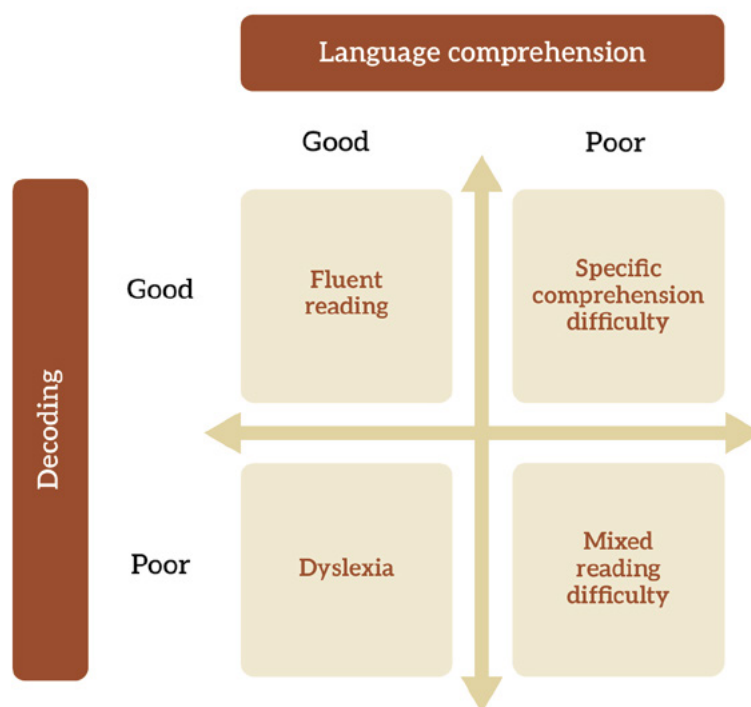 Language comprehension
Good
Poor
Decoding
Good
Fluent
reading
Specific
comprehension
difficulty
Poor
Dyslexia
Mixed
reading
difficulty